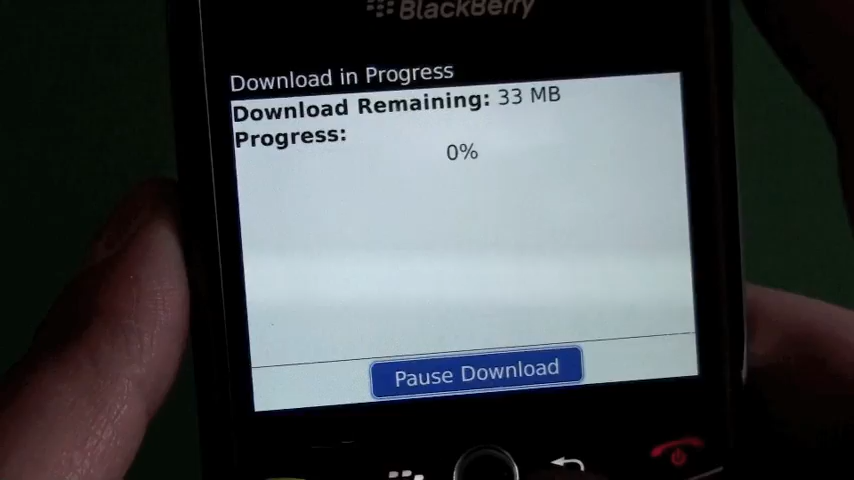 BlackBerry
Download in Progress
Download Remaining: 33 MB
Progress:
0%
Pause Download